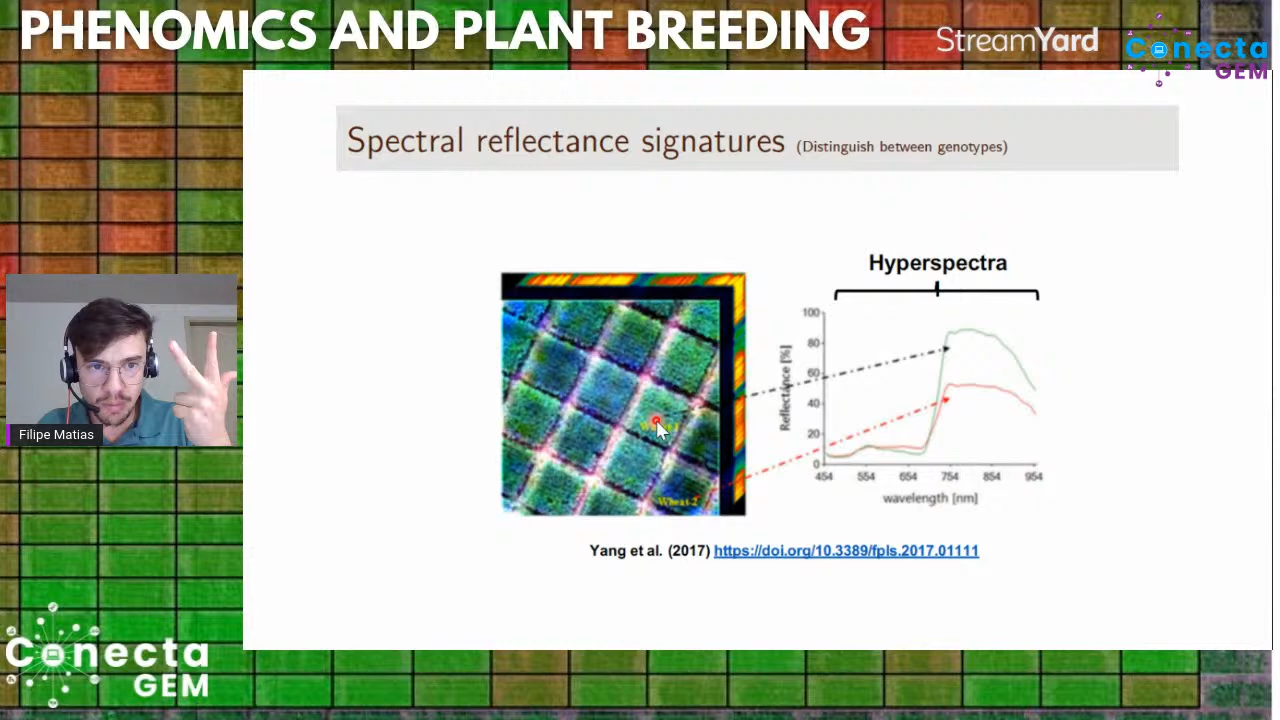 PHENOMICS AND PLANT BREEDING
StreamYard
Conecta
GEM
Spectral reflectance signatures (Distinguish between genotypes)
Hyperspectra
100
80
60
40
20
0
Reflectance [%]
454 554 654 754 854 954
wavelength [nm]
Wheat-2
Yang et al. (2017) https://doi.org/10.3389/fpls.2017.01111
Filipe Matias
Conecta
GEM